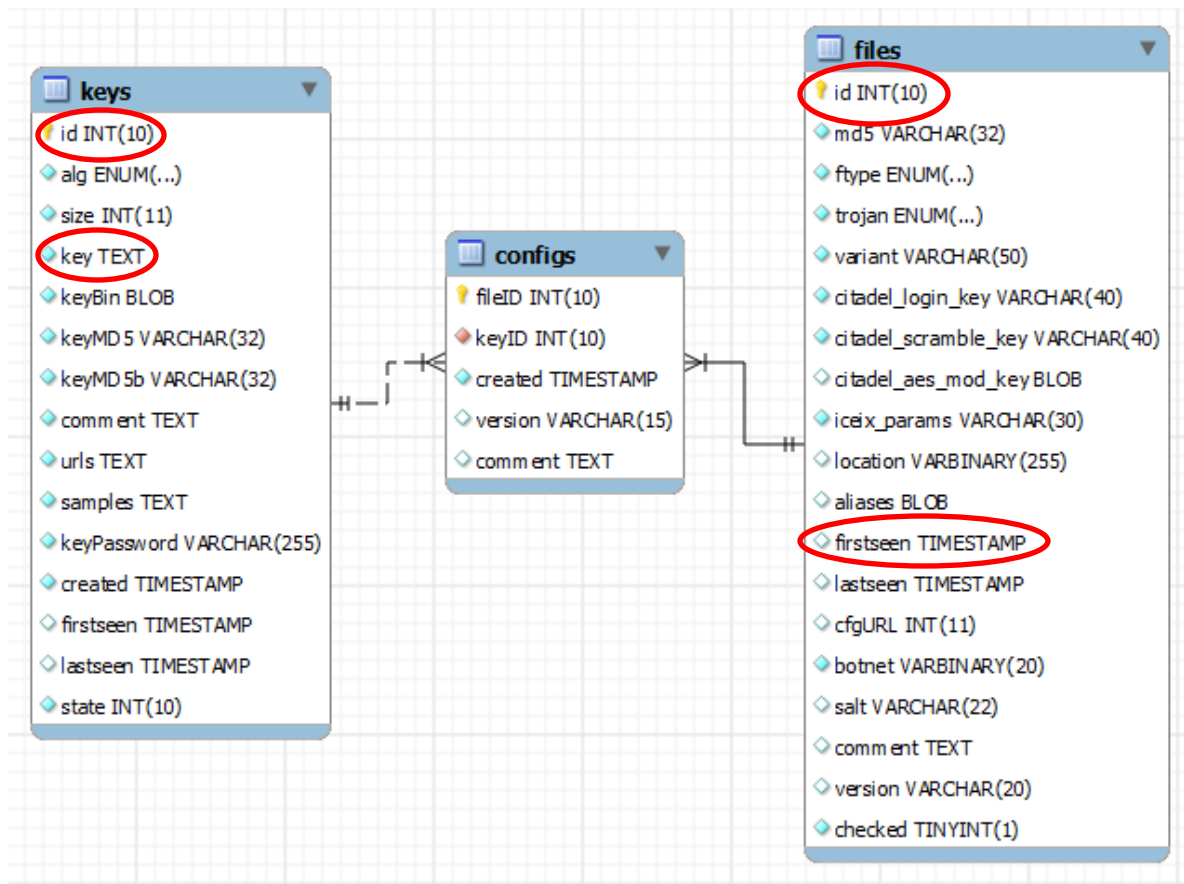 keys
id INT(10)
alg ENUM(...)
size INT(11)
key TEXT
keyBin BLOB
keyMD5 VARCHAR(32)
keyMD5b VARCHAR(32)
comment TEXT
urls TEXT
samples TEXT
keyPassword VARCHAR(255)
created TIMESTAMP
firstseen TIMESTAMP
lastseen TIMESTAMP
state INT(10)
configs
fileID INT(10)
keyID INT(10)
created TIMESTAMP
version VARCHAR(15)
comment TEXT
files
id INT(10)
md5 VARCHAR(32)
ftype ENUM(...)
trojan ENUM(...)
variant VARCHAR(50)
citadel_login_key VARCHAR(40)
citadel_scramble_key VARCHAR(40)
citadel_aes_mod_key BLOB
iceix_params VARCHAR(30)
location VARBINARY(255)
aliases BLOB
firstseen TIMESTAMP
lastseen TIMESTAMP
cfgURL INT(11)
botnet VARBINARY(20)
salt VARCHAR(22)
comment TEXT
version VARCHAR(20)
checked TINYINT(1)